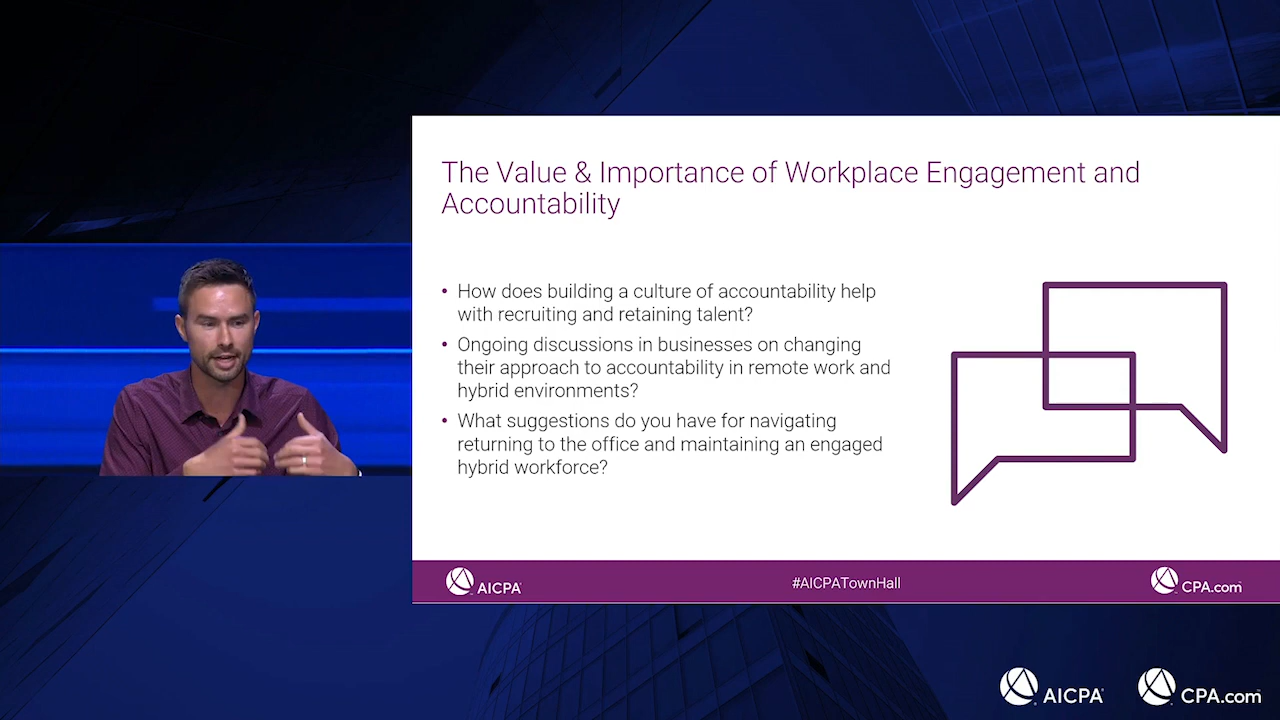 The Value & Importance of Workplace Engagement and
Accountability
• How does building a culture of accountability help
with recruiting and retaining talent?
• Ongoing discussions in businesses on changing
their approach to accountability in remote work and
hybrid environments?
• What suggestions do you have for navigating
returning to the office and maintaining an engaged
hybrid workforce?
AICPA
#AICPATownHall
CPA.com
AICPA
CPA.com